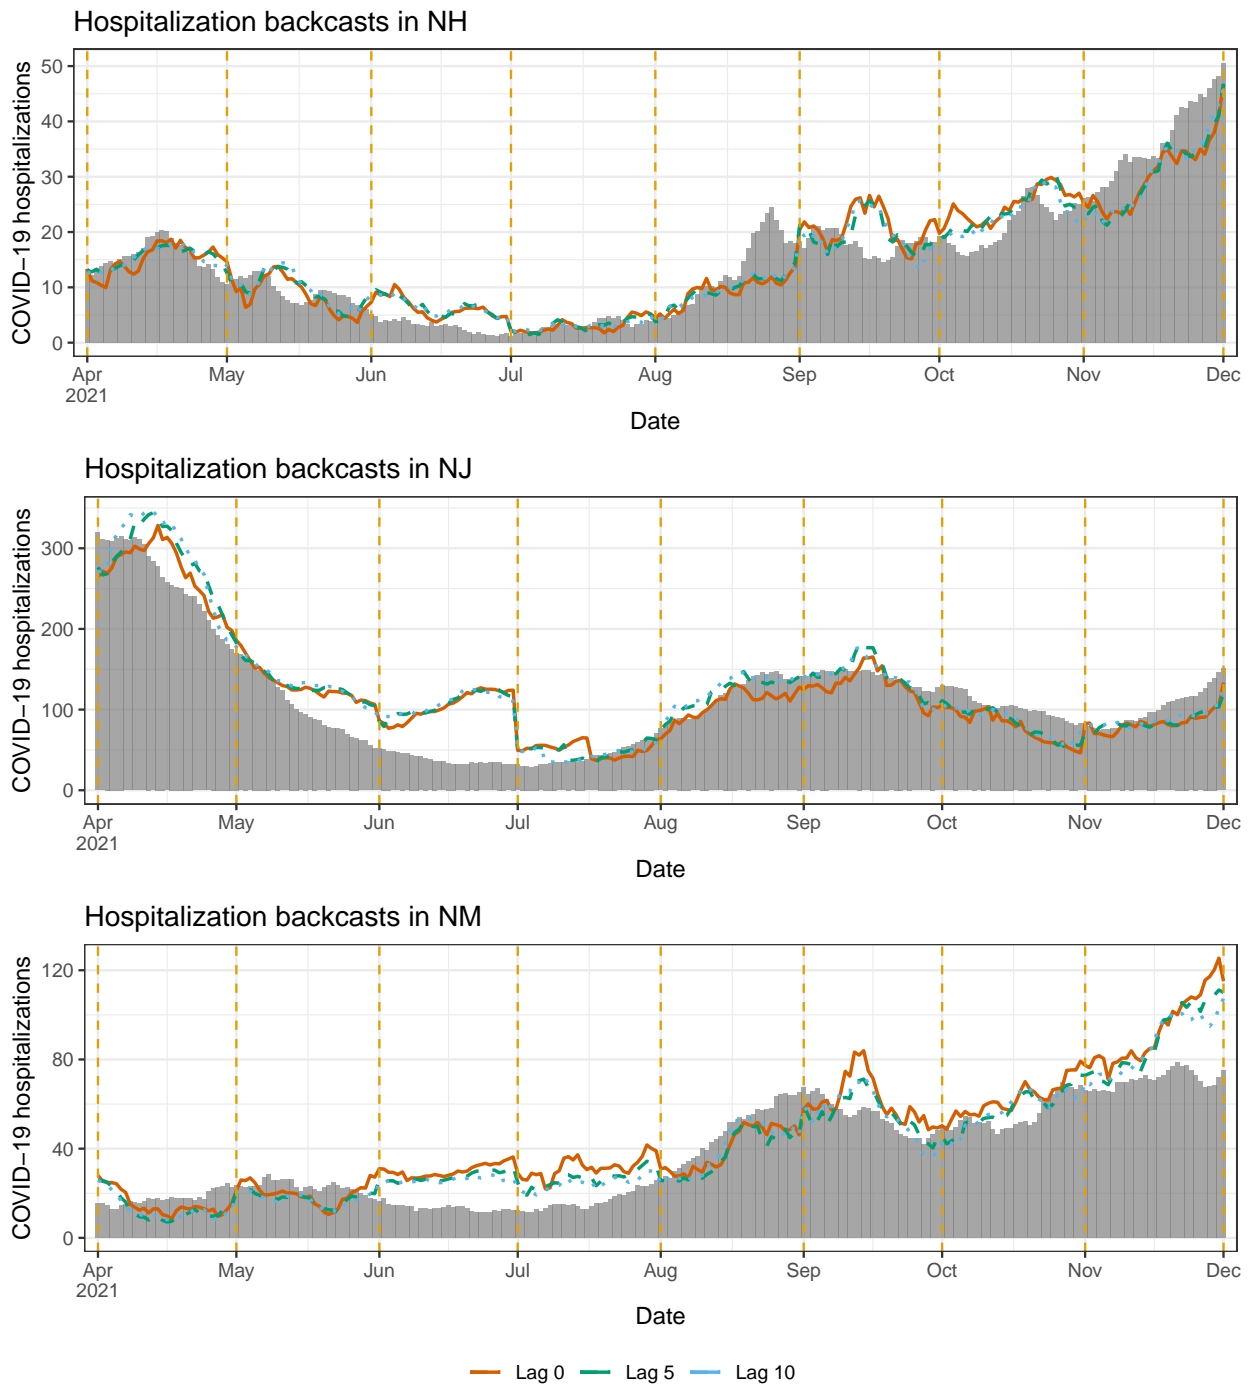 Hospitalization backcasts in NH
COVID–19 hospitalizations
50
40
30
20
10
0
Apr
2021
May
Jun
Jul
Aug
Sep
Oct
Nov
Dec
Date
Hospitalization backcasts in NJ
COVID–19 hospitalizations
300
200
100
0
Apr
2021
May
Jun
Jul
Aug
Sep
Oct
Nov
Dec
Date
Hospitalization backcasts in NM
COVID–19 hospitalizations
120
80
40
0
Apr
2021
May
Jun
Jul
Aug
Sep
Oct
Nov
Dec
Date
Lag 0 Lag 5 Lag 10